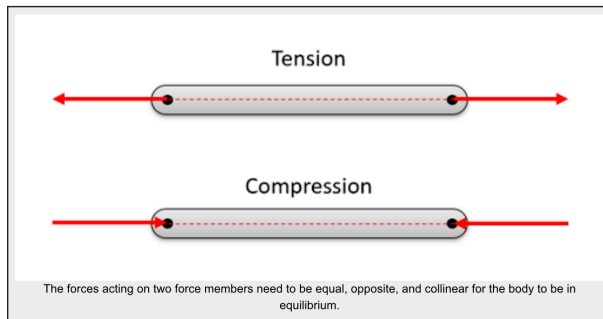 Tension
Compression
The forces acting on two force members need to be equal, opposite, and collinear for the body to be in
equilibrium.